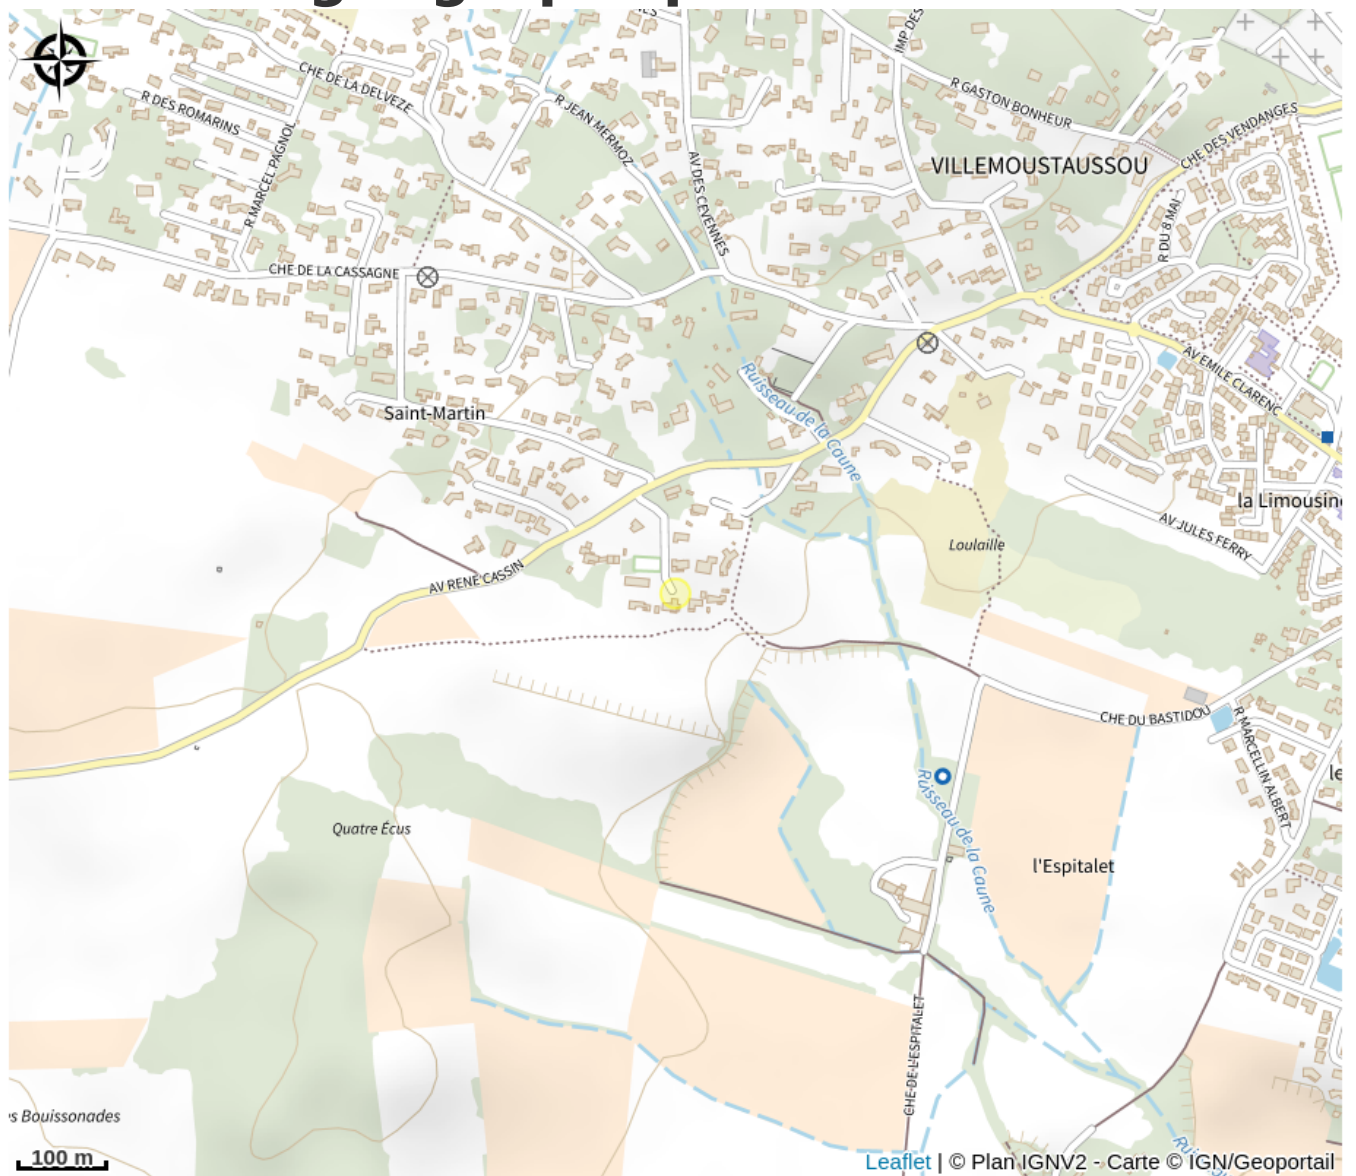 IMP DES
CHE DE LA DELVEZE
R DES ROMARINS
R JEAN MERMOZ
R GASTON BONHEUR
CHE DES VENDANGES
R MARCEL PAGNOL
AV DES CEVENNES
VILLEMOUSTAUSSOU
R DU 8 MAI
CHE DE LA CASSAGNE
AV EMILE CLARENC
Ruisseau de la Caune
Saint-Martin
la Limousin
AV JULES FERRY
Loulaille
AV RENE CASSIN
CHE DU BASTIDOU
R MARCELLIN ALBERT
le
Ruisseau de la Caune
Quatre Écus
l'Espitalet
CHE DE L'ESPITALET
s Bouissonades
100 m
Leaflet | © Plan IGNV2 - Carte © IGN/Geoportail